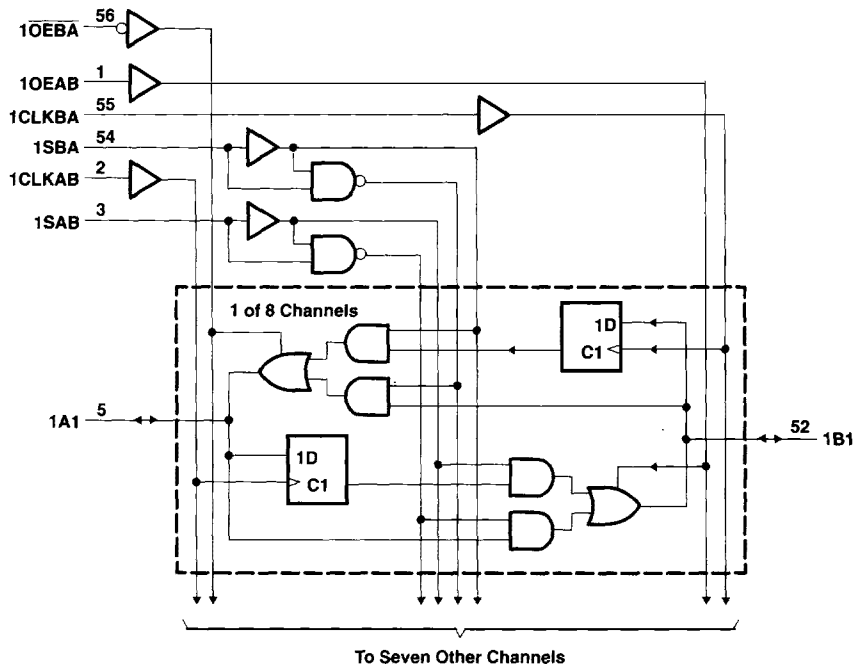 56
1OEBA
1
1OEAB
55
1CLKBA
54
1SBA
2
1CLKAB
3
1SAB
1 of 8 Channels
1D
C1
5
1A1
52
1B1
1D
C1
To Seven Other Channels